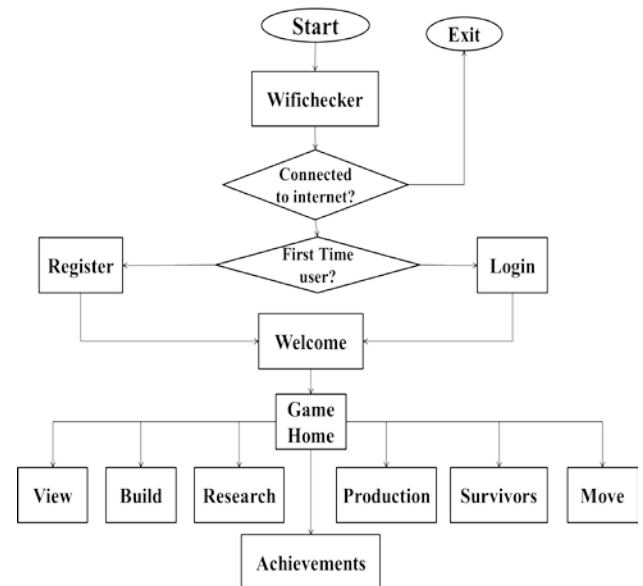 Start
Exit
Wifichecker
Connected
to internet?
First Time
user?
Register
Login
Welcome
Game
Home
View
Build
Research
Production
Survivors
Move
Achievements